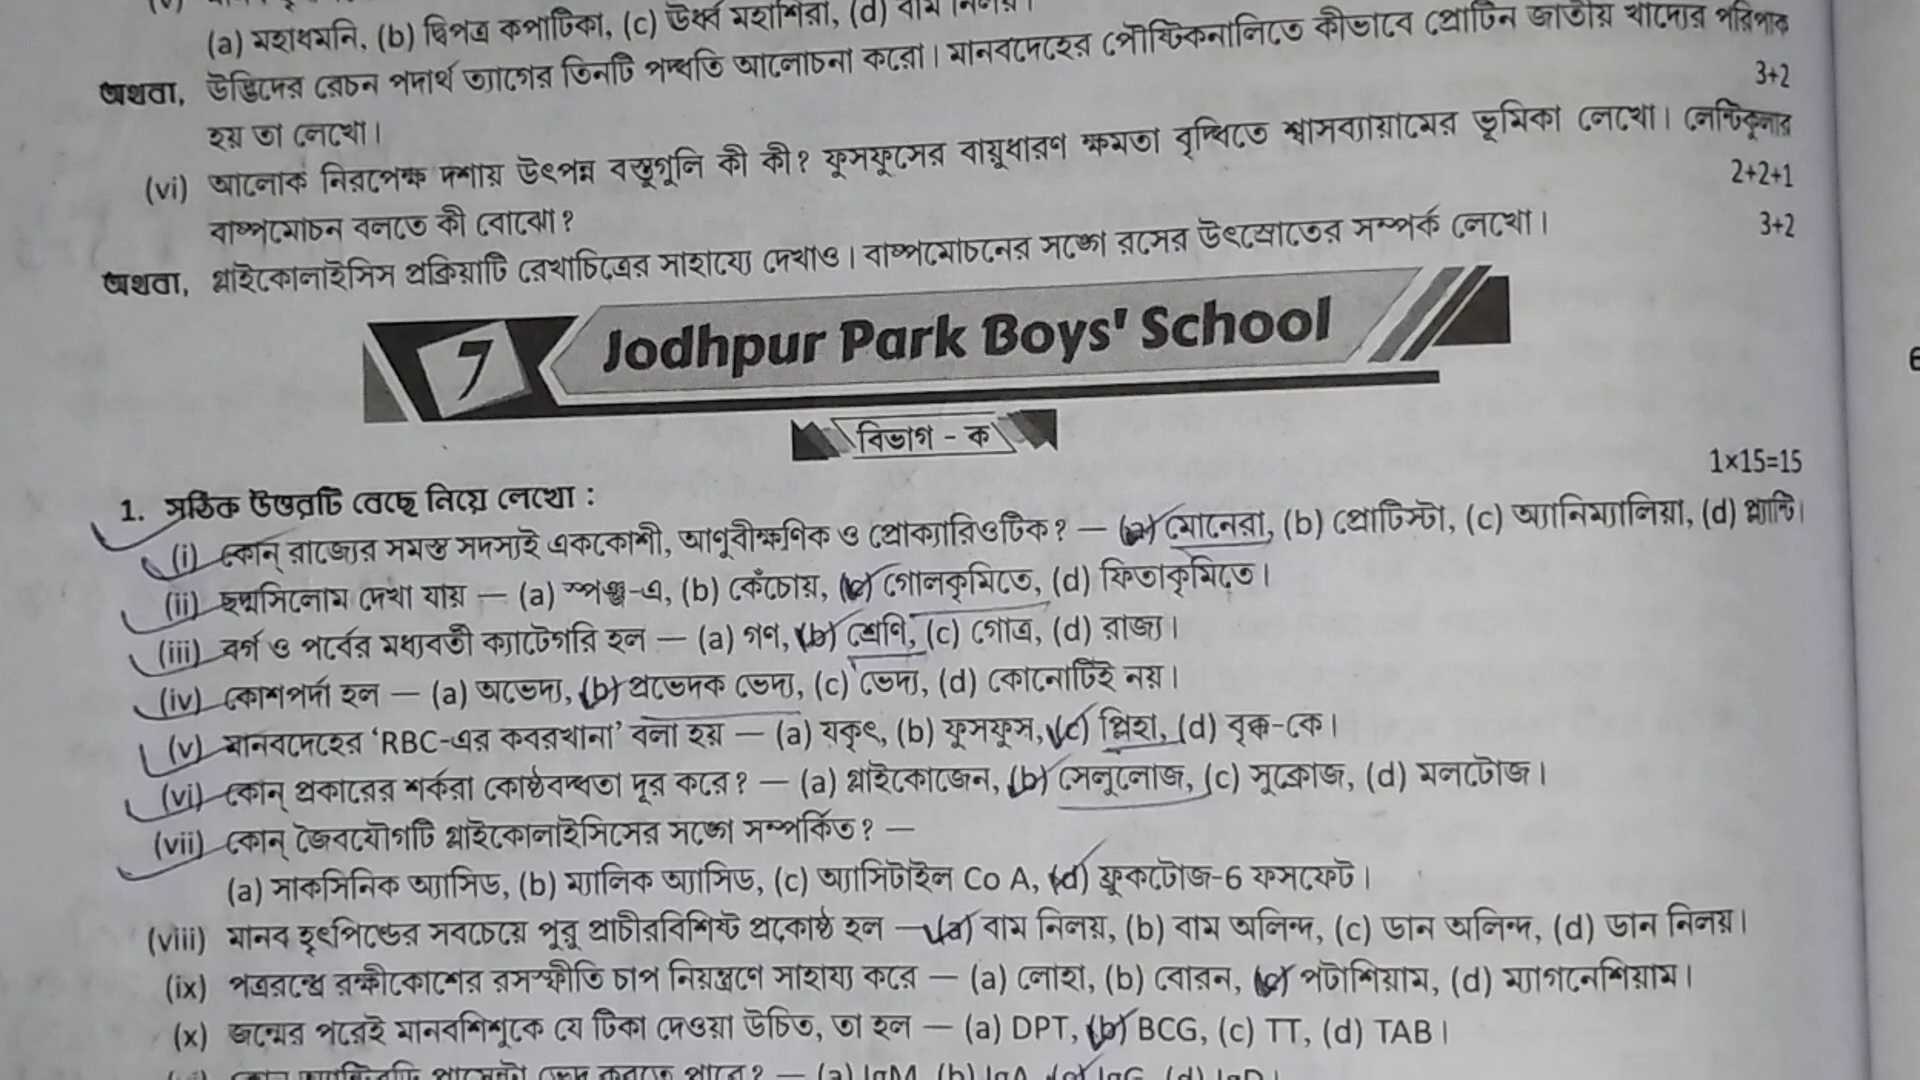 (a) মহাধমনি, (b) দ্বিপত্র কপাটিকা, (c) ঊর্ধ্ব মহাশিরা, (d) বাম নিলয়।
অথবা, উদ্ভিদের রেচন পদার্থ ত্যাগের তিনটি পদ্ধতি আলোচনা করো। মানবদেহের পৌষ্টিকনালিতে কীভাবে প্রোটিন জাতীয় খাদ্যের পরিপাক
হয় তা লেখো। 3+2
(vi) আলোক নিরপেক্ষ দশায় উৎপন্ন বস্তুগুলি কী কী? ফুসফুসের বায়ুধারণ ক্ষমতা বৃদ্ধিতে শ্বাসব্যায়ামের ভূমিকা লেখো। লেন্টিকুলার
বাষ্পমোচন বলতে কী বোঝো? 2+2+1
অথবা, গ্লাইকোলাইসিস প্রক্রিয়াটি রেখাচিত্রের সাহায্যে দেখাও। বাষ্পমোচনের সঙ্গে রসের উৎস্রোতের সম্পর্ক লেখো। 3+2
7 Jodhpur Park Boys' School
বিভাগ - ক
1. সঠিক উত্তরটি বেছে নিয়ে লেখো : 1×15=15
(i) কোন্ রাজ্যের সমস্ত সদস্যই এককোশী, আণুবীক্ষণিক ও প্রোক্যারিওটিক? — (a) মোনেরা, (b) প্রোটিস্টা, (c) অ্যানিম্যালিয়া, (d) প্ল্যান্টি।
(ii) ছদ্মসিলোম দেখা যায় — (a) স্পঞ্জ-এ, (b) কেঁচোয়, (c) গোলকৃমিতে, (d) ফিতাকৃমিতে।
(iii) বর্গ ও পর্বের মধ্যবর্তী ক্যাটেগরি হল — (a) গণ, (b) শ্রেণি, (c) গোত্র, (d) রাজ্য।
(iv) কোশপর্দা হল — (a) অভেদ্য, (b) প্রভেদক ভেদ্য, (c) ভেদ্য, (d) কোনোটিই নয়।
(v) মানবদেহের ‘RBC-এর কবরখানা’ বলা হয় — (a) যকৃৎ, (b) ফুসফুস, (c) প্লিহা, (d) বৃক্ক-কে।
(vi) কোন্ প্রকারের শর্করা কোষ্ঠবদ্ধতা দূর করে? — (a) গ্লাইকোজেন, (b) সেলুলোজ, (c) সুক্রোজ, (d) মলটোজ।
(vii) কোন্ জৈবযৌগটি গ্লাইকোলাইসিসের সঙ্গে সম্পর্কিত? —
(a) সাকসিনিক অ্যাসিড, (b) ম্যালিক অ্যাসিড, (c) অ্যাসিটাইল Co A, (d) ফ্রুকটোজ-6 ফসফেট।
(viii) মানব হৃৎপিণ্ডের সবচেয়ে পুরু প্রাচীরবিশিষ্ট প্রকোষ্ঠ হল — (a) বাম নিলয়, (b) বাম অলিন্দ, (c) ডান অলিন্দ, (d) ডান নিলয়।
(ix) পত্ররন্ধ্রে রক্ষীকোশের রসস্ফীতি চাপ নিয়ন্ত্রণে সাহায্য করে — (a) লোহা, (b) বোরন, (c) পটাশিয়াম, (d) ম্যাগনেশিয়াম।
(x) জন্মের পরেই মানবশিশুকে যে টিকা দেওয়া উচিত, তা হল — (a) DPT, (b) BCG, (c) TT, (d) TAB।
(a) IgM, (b) IgA, (c) IgG, (d) IgD।